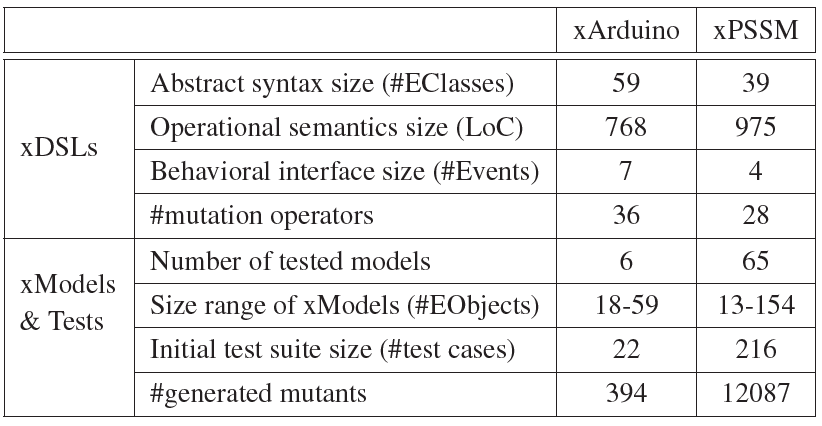 xArduino xPSSM
xDSLs
Abstract syntax size (#EClasses) 59 39
Operational semantics size (LoC) 768 975
Behavioral interface size (#Events) 7 4
#mutation operators 36 28
xModels
& Tests
Number of tested models 6 65
Size range of xModels (#EObjects) 18-59 13-154
Initial test suite size (#test cases) 22 216
#generated mutants 394 12087